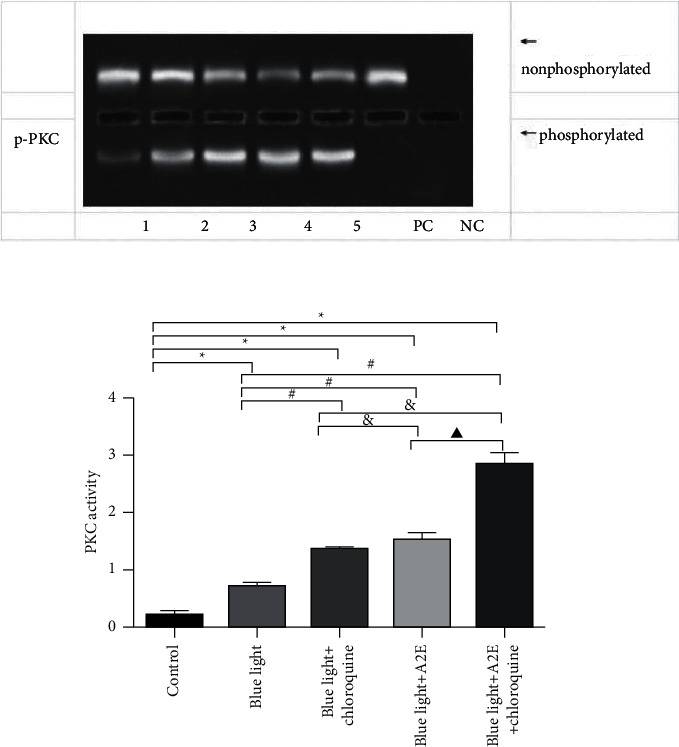 nonphosphorylated
p-PKC
phosphorylated
1 2 3 4 5 PC NC
*
*
*
*
#
#
#
&
&
▲
4
3
2
1
0
PKC activity
Control
Blue light
Blue light+
chloroquine
Blue light+A2E
Blue light+A2E
+chloroquine